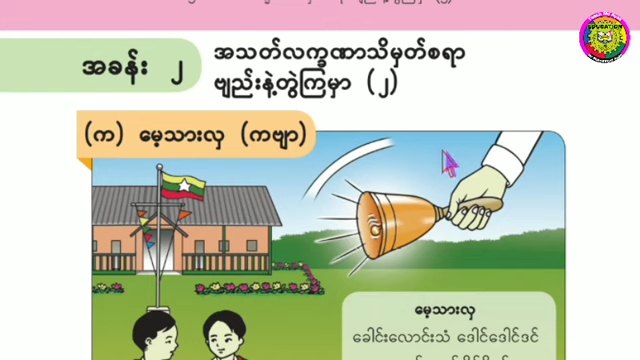 EDUCATION
အခန်း ၂
အသတ်လက္ခဏာသိမှတ်စရာ
ဗျည်းနဲ့တွဲကြမှာ (၂)
(က) မေ့သားလှ (ကဗျာ)
မေ့သားလှ
ခေါင်းလောင်းသံ ဒေါင်ဒေါင်ဒင်